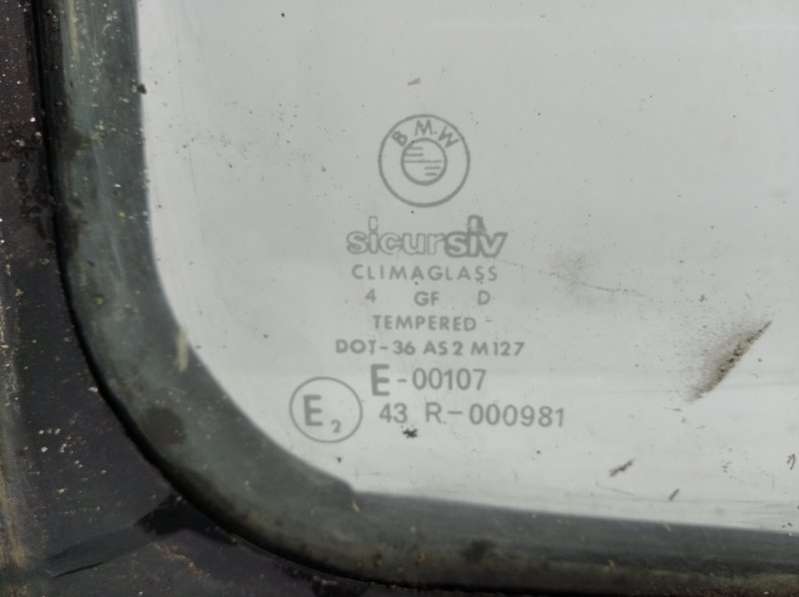 BMW
sicursiv
CLIMAGLASS
4 GF D
TEMPERED
DOT-36 AS2 M127
E-00107
E2 43 R-000981